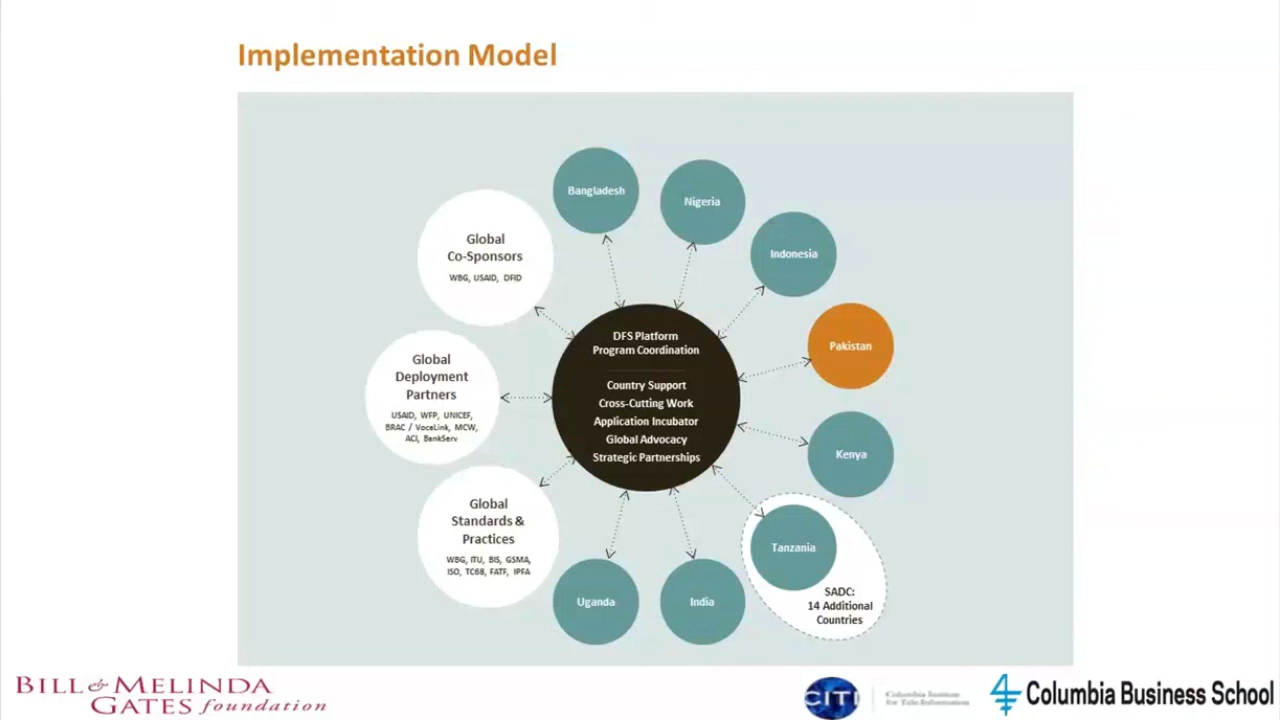 Implementation Model
Bangladesh
Nigeria
Indonesia
Pakistan
Kenya
Tanzania
SADC:
14 Additional
Countries
India
Uganda
Global
Co-Sponsors
WBG, USAID, DFID
Global
Deployment
Partners
USAID, WFP, UNICEF,
BRAC / VocaLink, MCW,
ACI, BankServ
Global
Standards &
Practices
WBG, ITU, BIS, GSMA,
ISO, TC68, FATF, IPFA
DFS Platform
Program Coordination
Country Support
Cross-Cutting Work
Application Incubator
Global Advocacy
Strategic Partnerships
BILL & MELINDA
GATES foundation
CITI
Columbia Institute
for Tele-Information
Columbia Business School